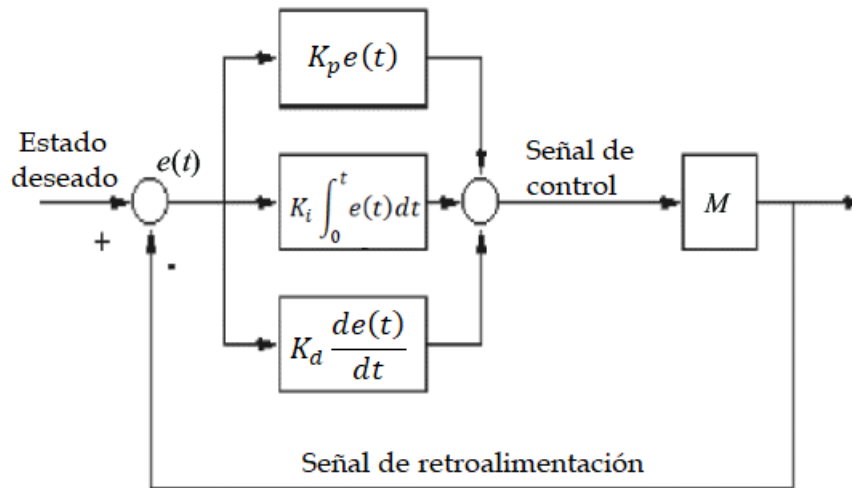 K_p e(t)
Estado
deseado
e(t)
+
-
K_i ∫_0^t e(t)dt
Señal de
control
M
K_d de(t)/dt
Señal de retroalimentación